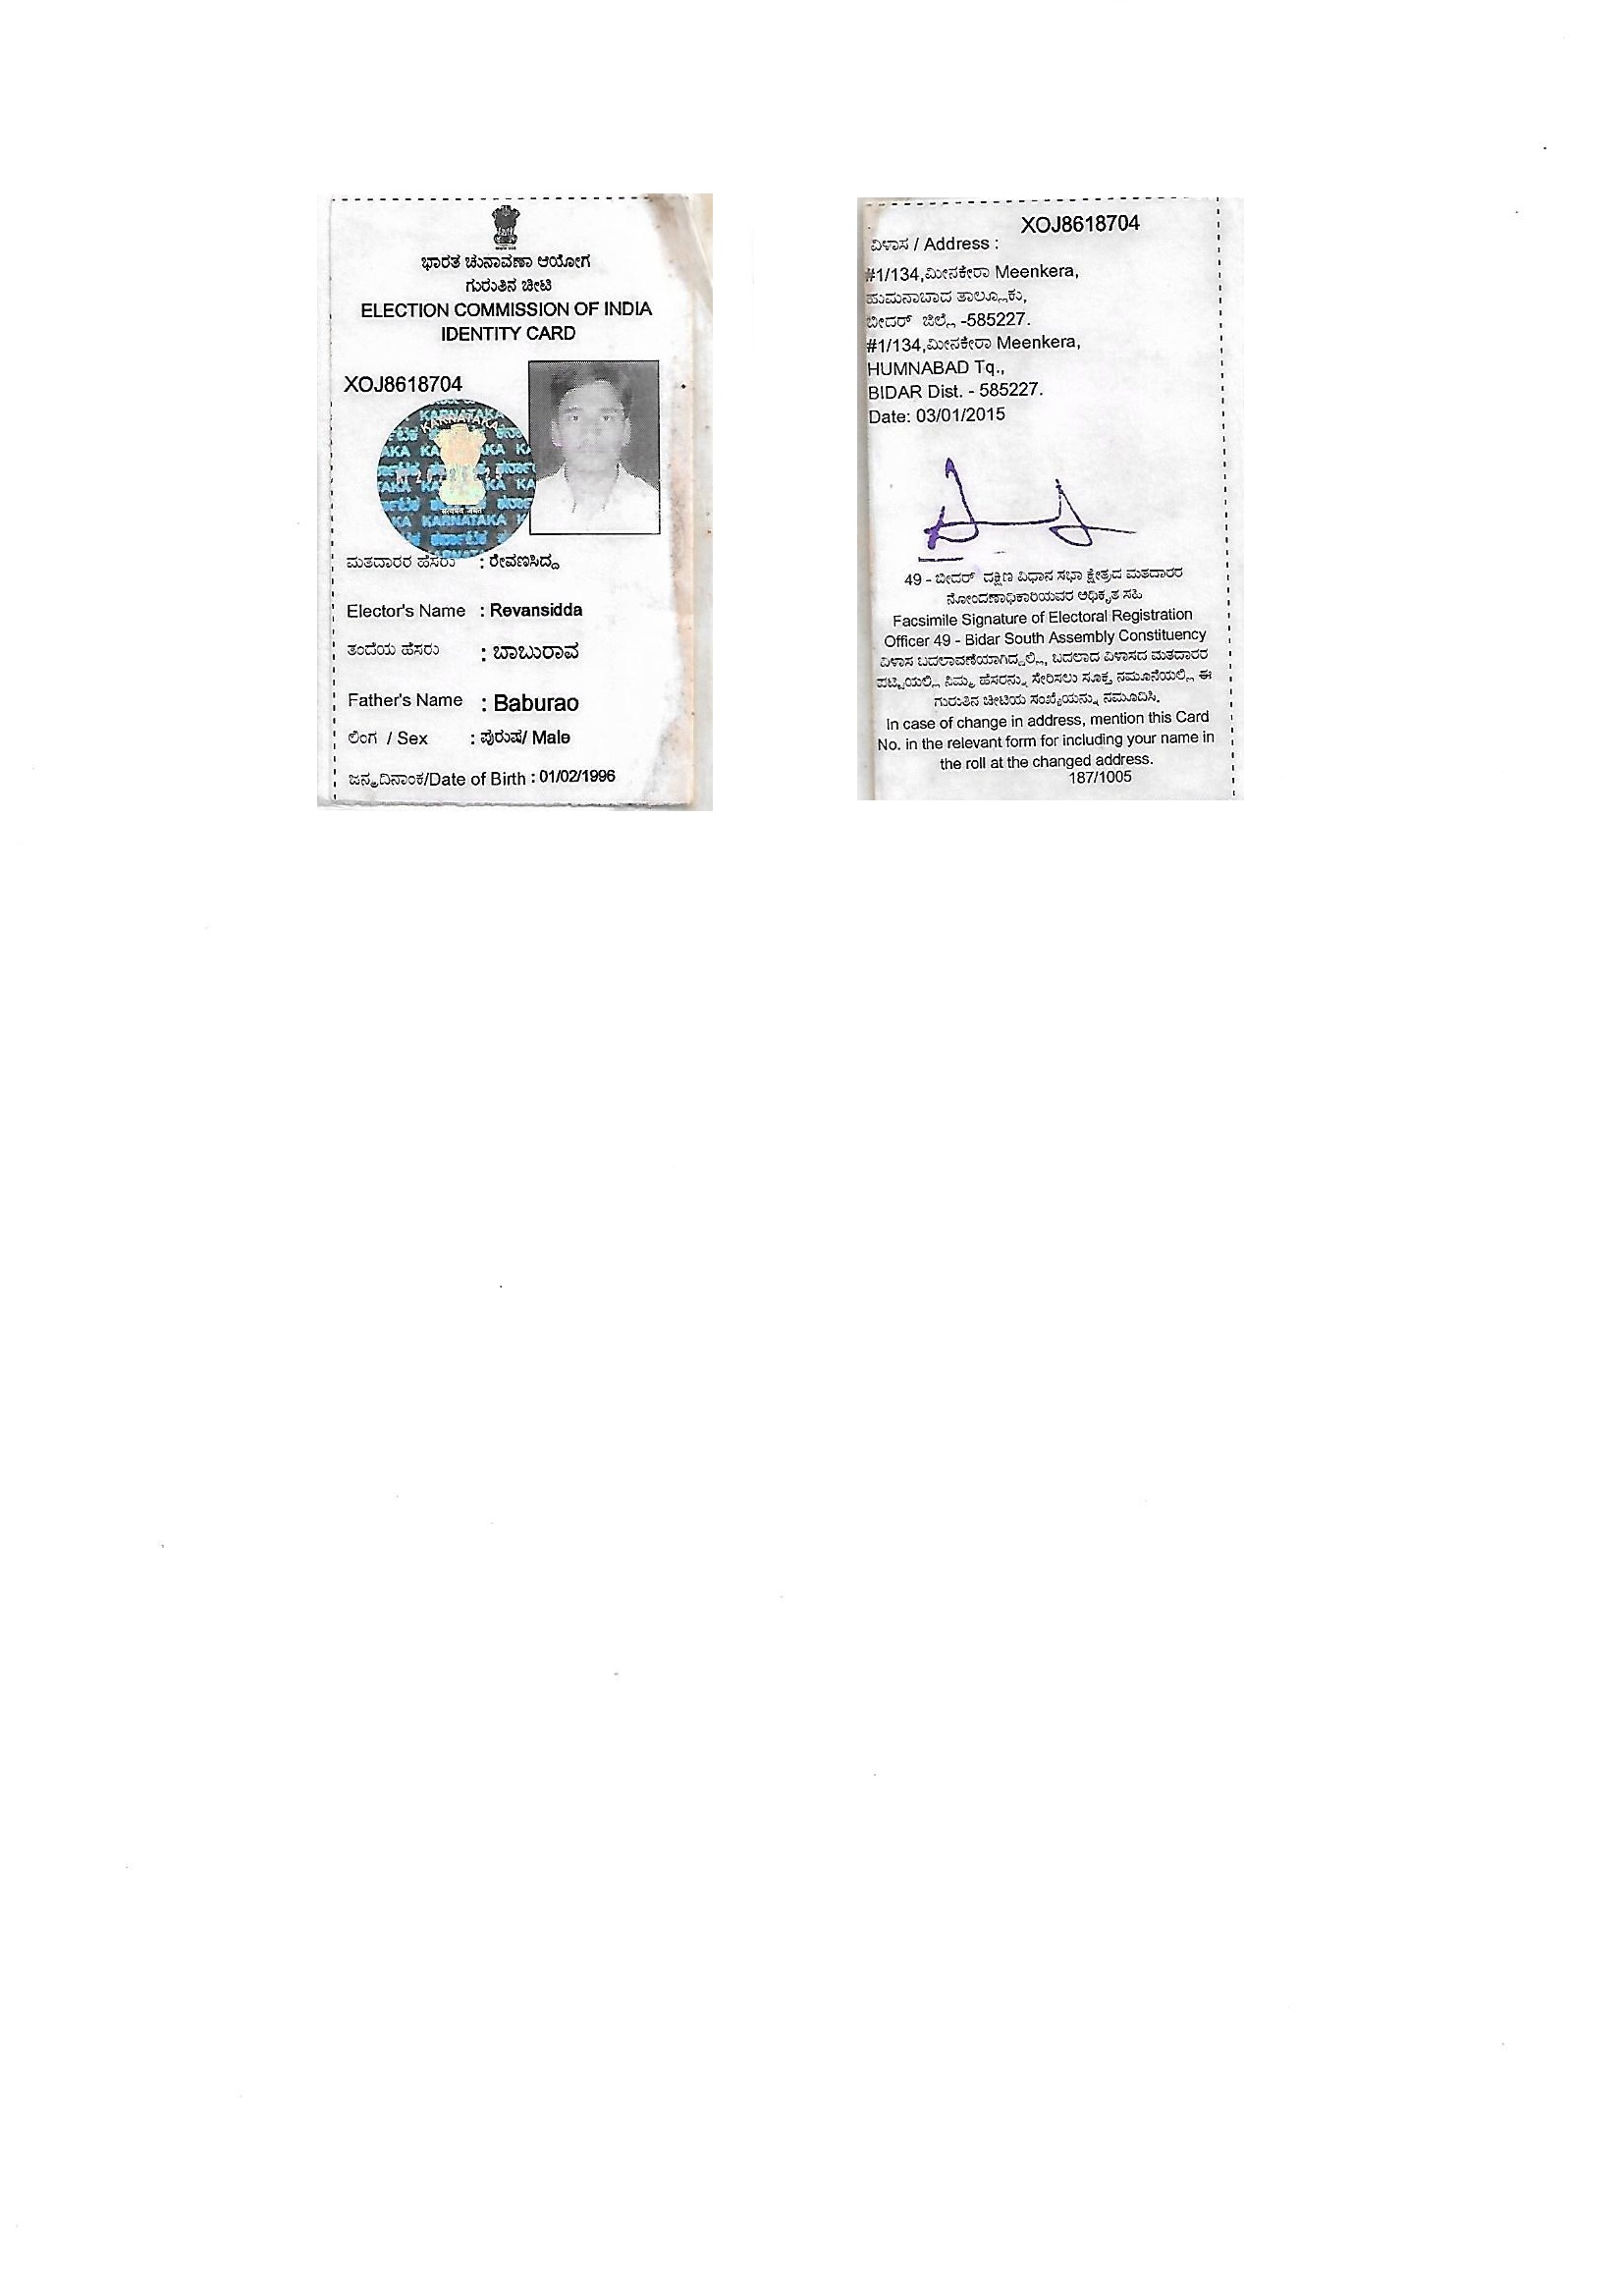 ಭಾರತ ಚುನಾವಣಾ ಆಯೋಗ
ಗುರುತಿನ ಚೀಟಿ
ELECTION COMMISSION OF INDIA
IDENTITY CARD
XOJ8618704
KARNATAKA
ಮತದಾರರ ಹೆಸರು : ರೇವಣಸಿದ್ದ
Elector's Name : Revansidda
ತಂದೆಯ ಹೆಸರು : ಬಾಬುರಾವ
Father's Name : Baburao
ಲಿಂಗ / Sex : ಪುರುಷ/ Male
ಜನ್ಮದಿನಾಂಕ/Date of Birth : 01/02/1996
XOJ8618704
ವಿಳಾಸ / Address :
#1/134,ಮೀನಕೇರಾ Meenkera,
ಹುಮನಾಬಾದ ತಾಲ್ಲೂಕು,
ಬೀದರ್ ಜಿಲ್ಲೆ -585227.
#1/134,ಮೀನಕೇರಾ Meenkera,
HUMNABAD Tq.,
BIDAR Dist. - 585227.
Date: 03/01/2015
49 - ಬೀದರ್ ದಕ್ಷಿಣ ವಿಧಾನ ಸಭಾ ಕ್ಷೇತ್ರದ ಮತದಾರರ
ನೋಂದಣಾಧಿಕಾರಿಯವರ ಅಧಿಕೃತ ಸಹಿ
Facsimile Signature of Electoral Registration
Officer 49 - Bidar South Assembly Constituency
ವಿಳಾಸ ಬದಲಾವಣೆಯಾಗಿದ್ದಲ್ಲಿ, ಬದಲಾದ ವಿಳಾಸದ ಮತದಾರರ
ಪಟ್ಟಿಯಲ್ಲಿ ನಿಮ್ಮ ಹೆಸರನ್ನು ಸೇರಿಸಲು ಸೂಕ್ತ ನಮೂನೆಯಲ್ಲಿ ಈ
ಗುರುತಿನ ಚೀಟಿಯ ಸಂಖ್ಯೆಯನ್ನು ನಮೂದಿಸಿ.
In case of change in address, mention this Card
No. in the relevant form for including your name in
the roll at the changed address.
187/1005